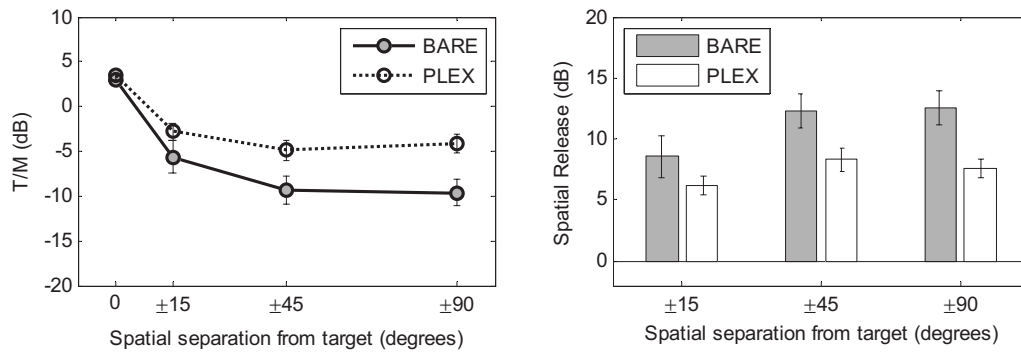 10
5
0
-5
-10
-15
-20
T/M (dB)
BARE
PLEX
0
±15
±45
±90
Spatial separation from target (degrees)
20
15
10
5
0
Spatial Release (dB)
BARE
PLEX
±15
±45
±90
Spatial separation from target (degrees)